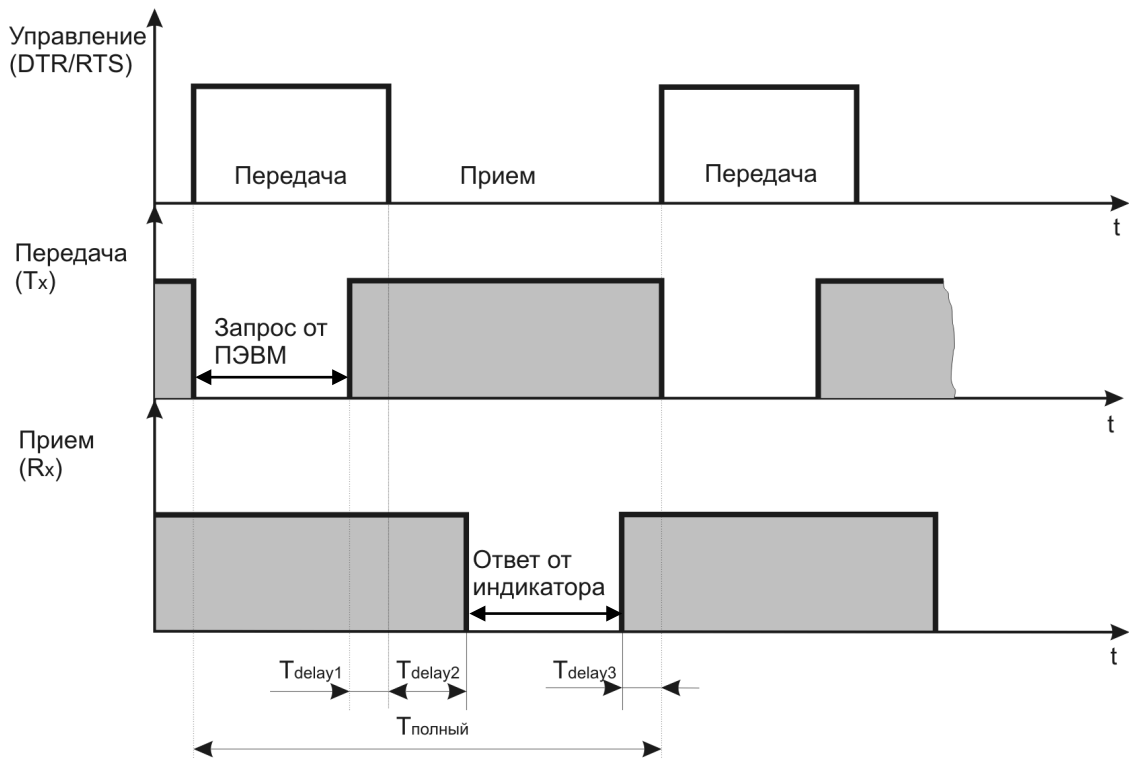 Управление
(DTR/RTS)
Передача
Прием
Передача
t
Передача
(Tx)
Запрос от
ПЭВМ
t
Прием
(Rx)
Ответ от
индикатора
t
Tdelay1
Tdelay2
Tdelay3
Tполный